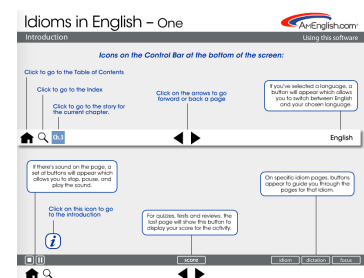 Idioms in English – One
AmEnglish.com®
Introduction
Using this software
Icons on the Control Bar at the bottom of the screen:
Click to go to the Table of Contents
Click to go to the Index
Click to go to the story for
the current chapter.
Click on the arrows to go
forward or back a page
If you've selected a language, a
button will appear which allows
you to switch between English
and your chosen language.
Ch.1
English
If there's sound on the page, a
set of buttons will appear which
allows you to stop, pause, and
play the sound.
Click on this icon to go
to the introduction
i
For quizzes, tests and reviews, the
last page will show this button to
display your score for the activity.
On specific idiom pages, buttons
appear to guide you through the
pages for that idiom.
score
idiom
dictation
focus